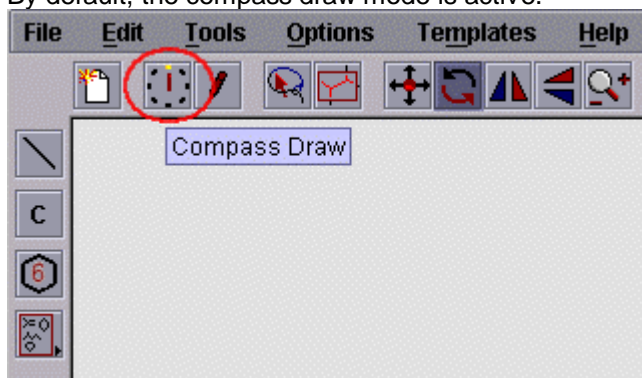 By default, the compass draw mode is active.
File Edit Tools Options Templates Help
Compass Draw
C
6